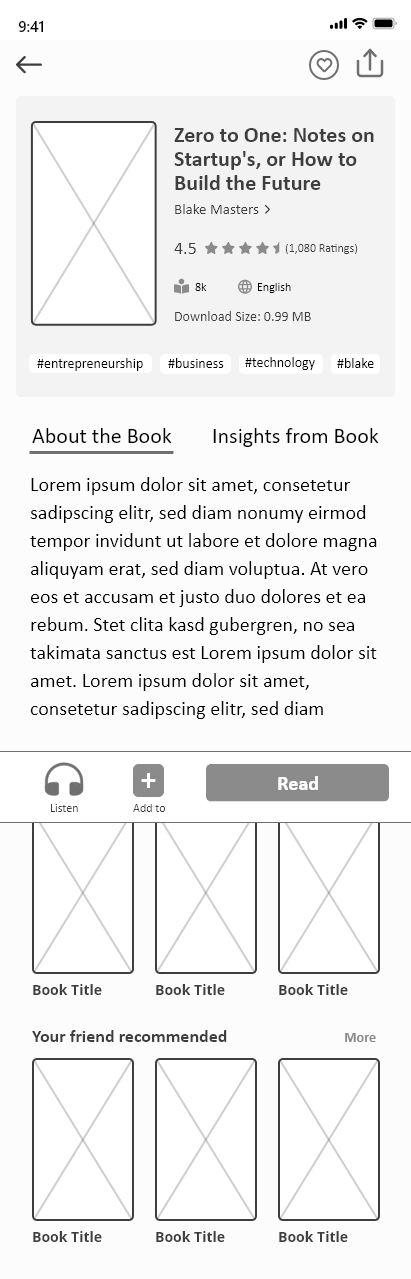 9:41
Zero to One: Notes on
Startup's, or How to
Build the Future
Blake Masters >
4.5 (1,080 Ratings)
8k English
Download Size: 0.99 MB
#entrepreneurship #business #technology #blake
About the Book Insights from Book
Lorem ipsum dolor sit amet, consetetur
sadipscing elitr, sed diam nonumy eirmod
tempor invidunt ut labore et dolore magna
aliquyam erat, sed diam voluptua. At vero
eos et accusam et justo duo dolores et ea
rebum. Stet clita kasd gubergren, no sea
takimata sanctus est Lorem ipsum dolor sit
amet. Lorem ipsum dolor sit amet,
consetetur sadipscing elitr, sed diam
Listen Add to Read
Book Title Book Title Book Title
Your friend recommended More
Book Title Book Title Book Title